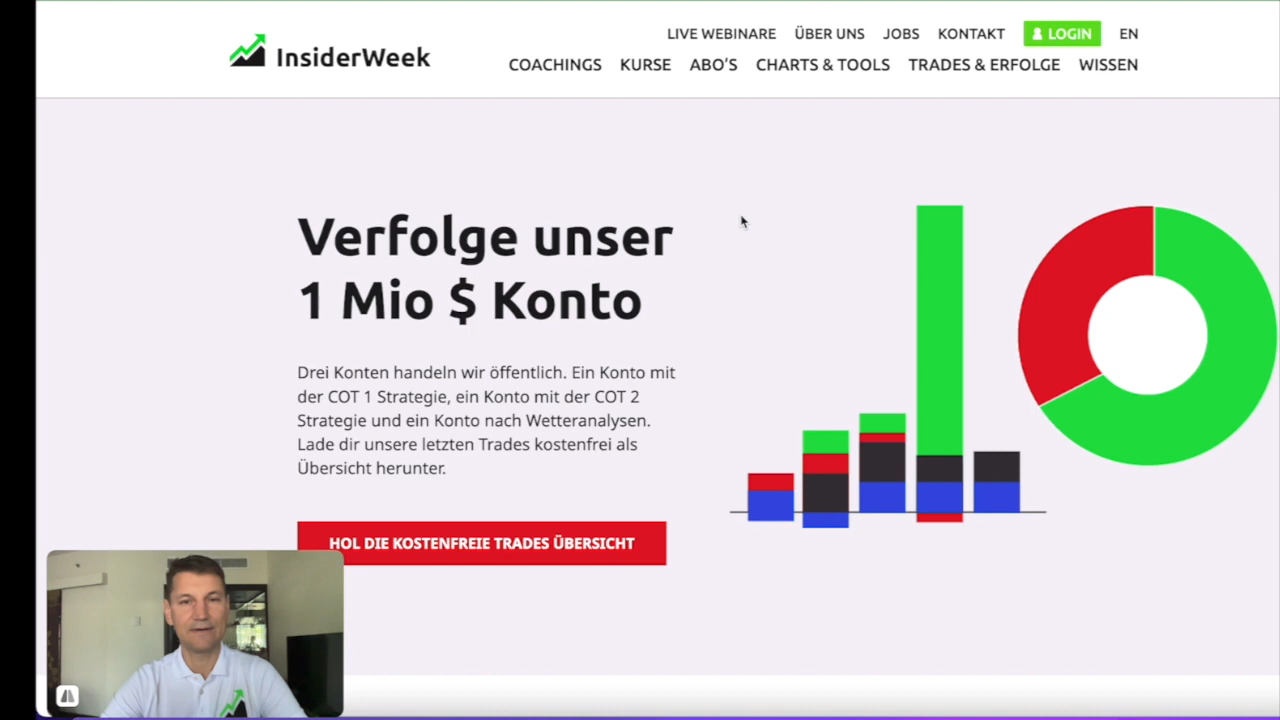 LIVE WEBINARE ÜBER UNS JOBS KONTAKT LOGIN EN
InsiderWeek
COACHINGS KURSE ABO'S CHARTS & TOOLS TRADES & ERFOLGE WISSEN
Verfolge unser
1 Mio $ Konto
Drei Konten handeln wir öffentlich. Ein Konto mit
der COT 1 Strategie, ein Konto mit der COT 2
Strategie und ein Konto nach Wetteranalysen.
Lade dir unsere letzten Trades kostenfrei als
Übersicht herunter.
HOL DIE KOSTENFREIE TRADES ÜBERSICHT